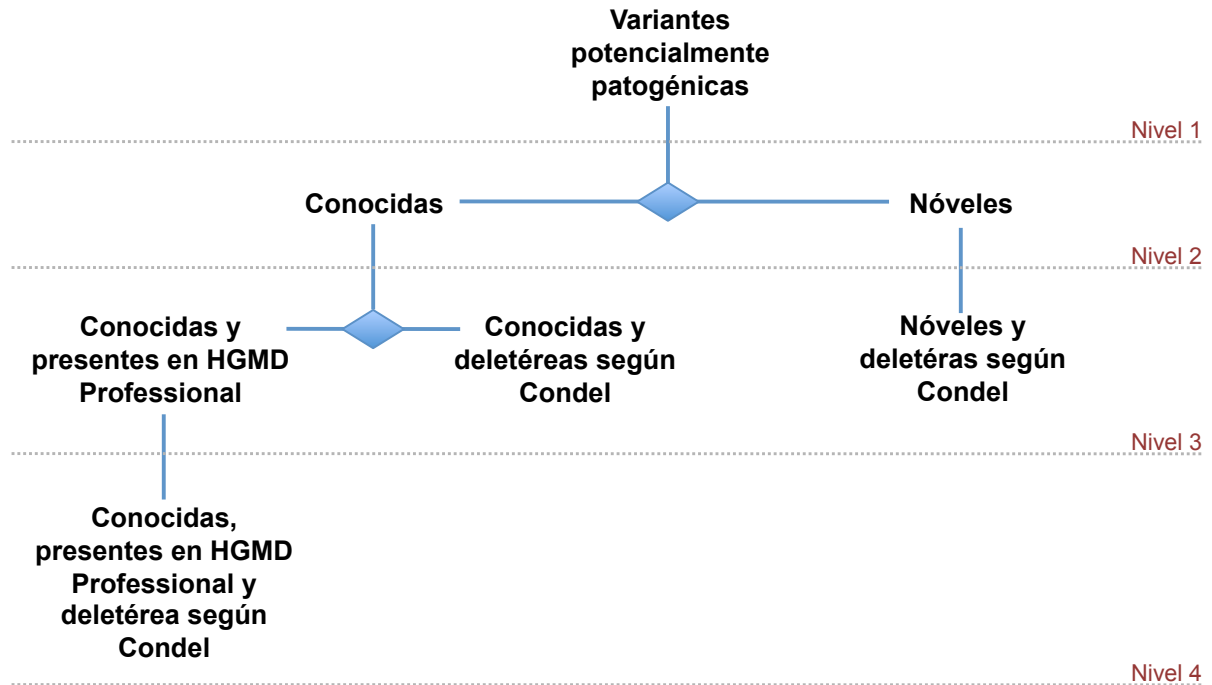 Variantes
potencialmente
patogénicas
Nivel 1
Conocidas
Nóveles
Nivel 2
Conocidas y
presentes en HGMD
Professional
Conocidas y
deletéreas según
Condel
Nóveles y
deletéras según
Condel
Nivel 3
Conocidas,
presentes en HGMD
Professional y
deletérea según
Condel
Nivel 4